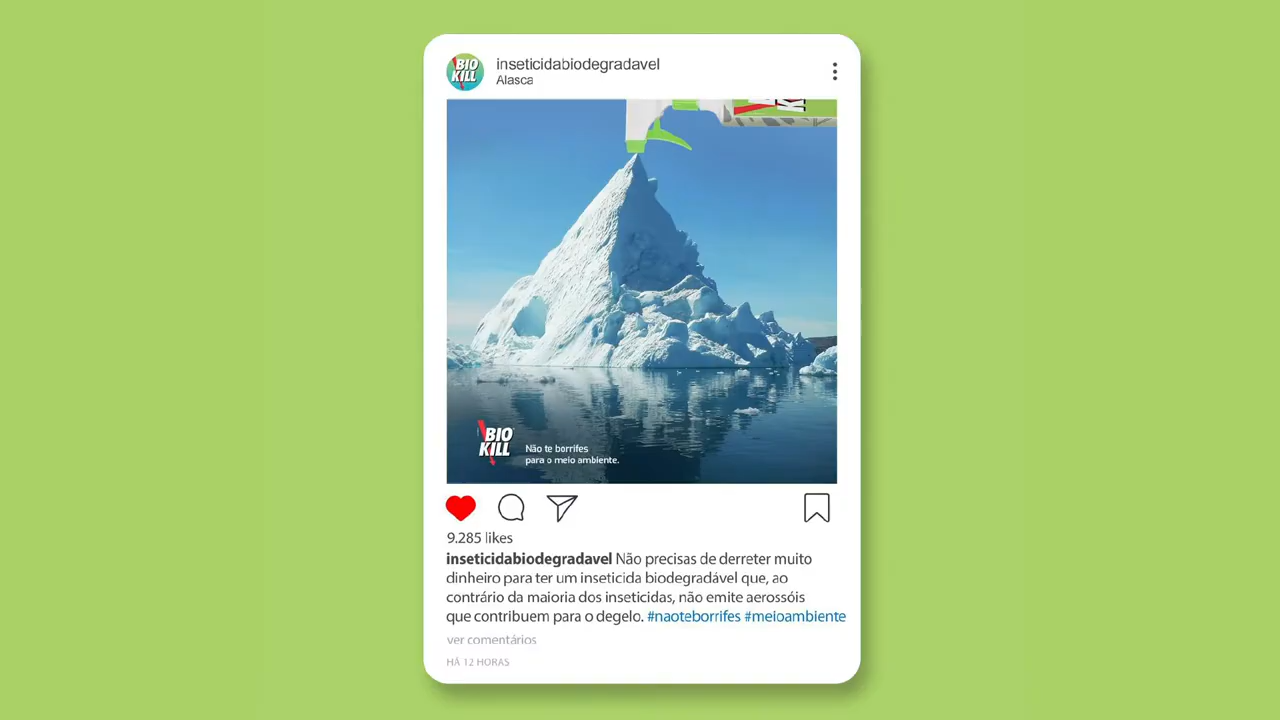 BIO
KILL
inseticidabiodegradavel
Alasca
BIO
KILL
Não te borrifes
para o meio ambiente.
9.285 likes
inseticidabiodegradavel Não precisas de derreter muito
dinheiro para ter um inseticida biodegradável que, ao
contrário da maioria dos inseticidas, não emite aerossóis
que contribuem para o degelo. #naoteborrifes #meioambiente
ver comentários
HÁ 12 HORAS